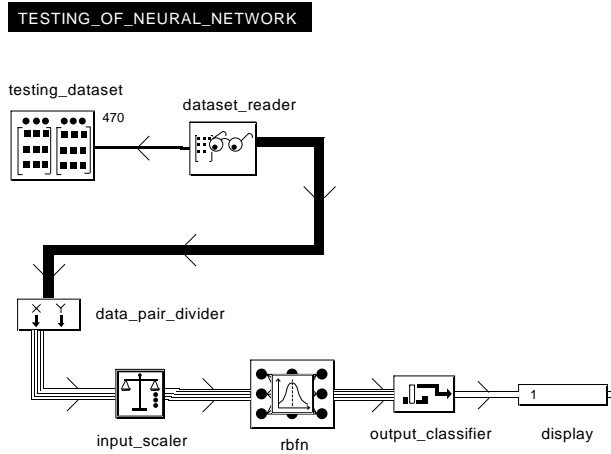 TESTING_OF_NEURAL_NETWORK
testing_dataset
470
dataset_reader
X Y
data_pair_divider
input_scaler
rbfn
output_classifier
1
display